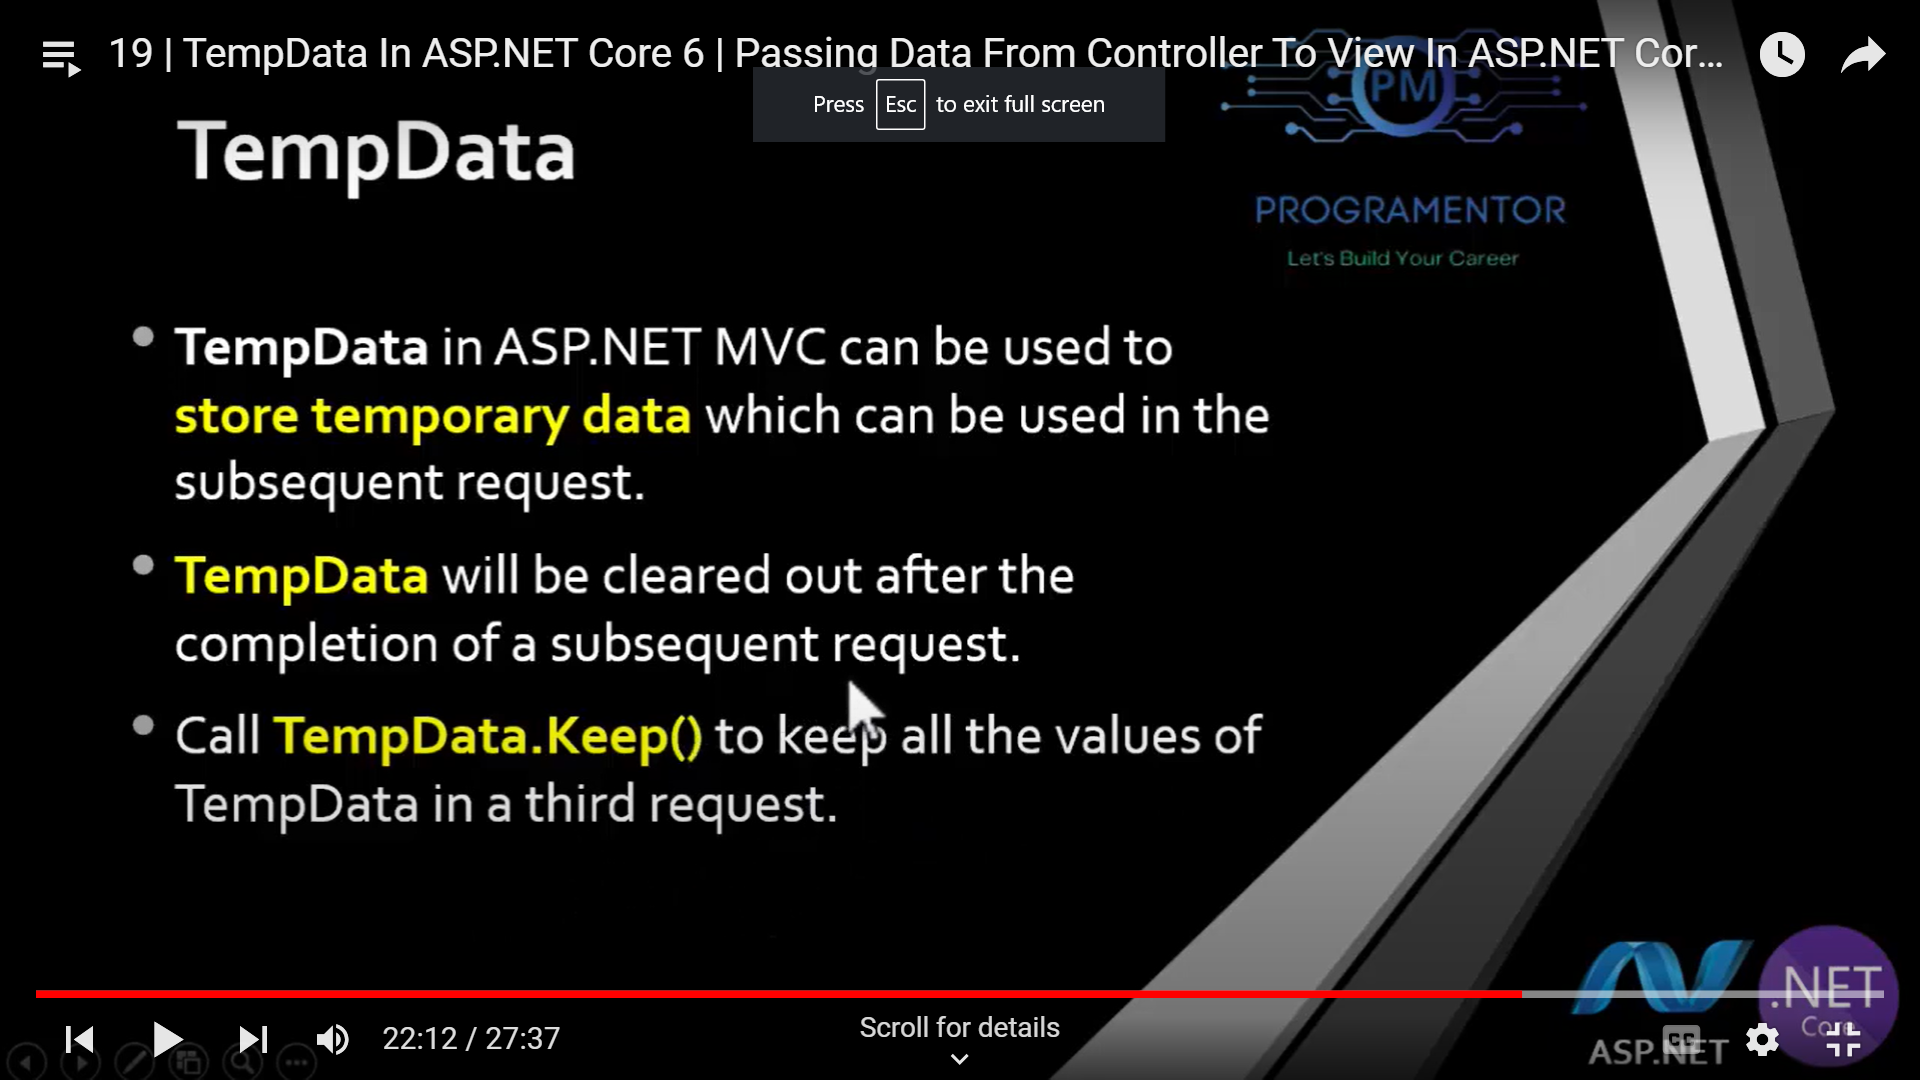 19 | TempData In ASP.NET Core 6 | Passing Data From Controller To View In ASP.NET Cor...
Press Esc to exit full screen
PM
TempData
PROGRAMENTOR
Let's Build Your Career
TempData in ASP.NET MVC can be used to
store temporary data which can be used in the
subsequent request.
TempData will be cleared out after the
completion of a subsequent request.
Call TempData.Keep() to keep all the values of
TempData in a third request.
.NET
Core
ASP.NET
CC
22:12 / 27:37
Scroll for details